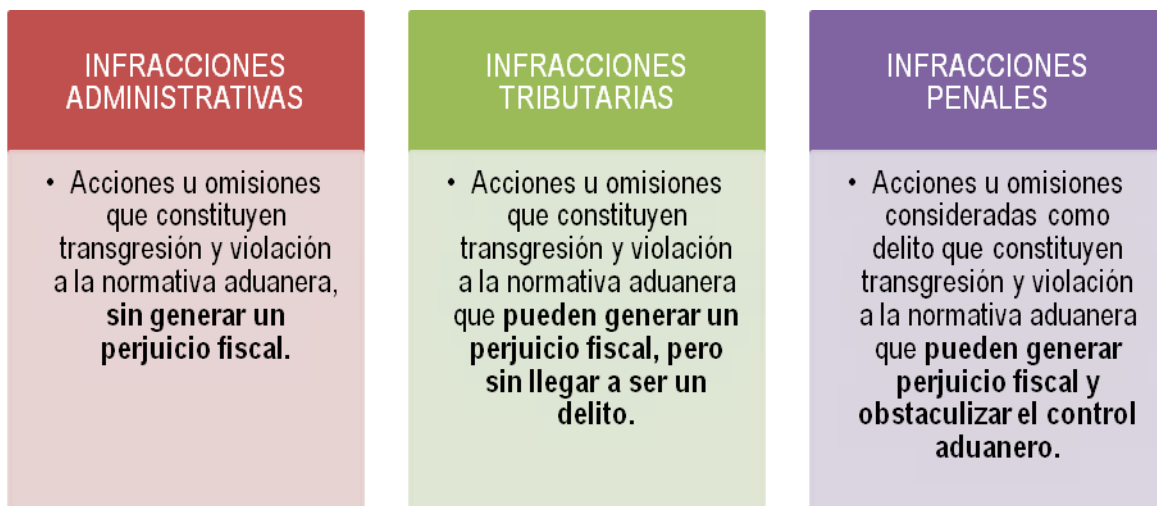 INFRACCIONES
ADMINISTRATIVAS
• Acciones u omisiones
que constituyen
transgresión y violación
a la normativa aduanera,
sin generar un
perjuicio fiscal.
INFRACCIONES
TRIBUTARIAS
• Acciones u omisiones
que constituyen
transgresión y violación
a la normativa aduanera
que pueden generar un
perjuicio fiscal, pero
sin llegar a ser un
delito.
INFRACCIONES
PENALES
• Acciones u omisiones
consideradas como
delito que constituyen
transgresión y violación
a la normativa aduanera
que pueden generar
perjuicio fiscal y
obstaculizar el control
aduanero.